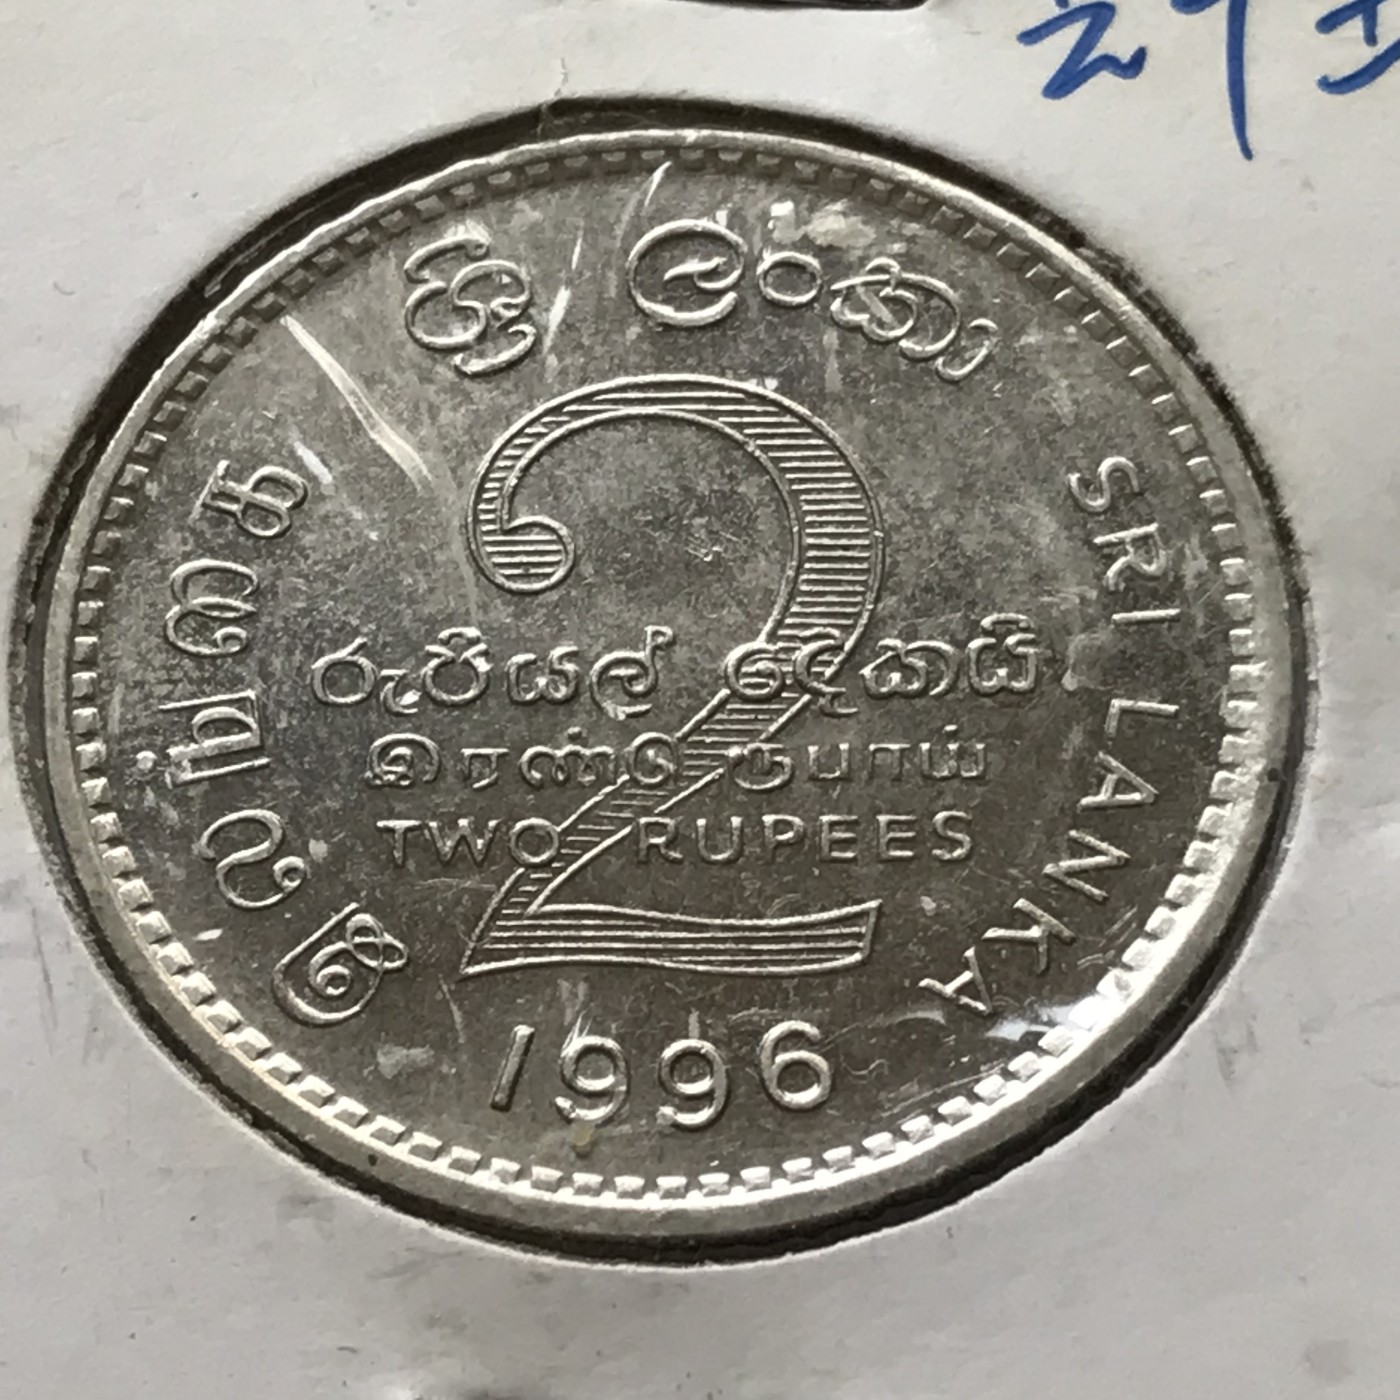 ශ්‍රී ලංකා
SRI LANKA
இலங்கை
2
රුපියල් දෙකයි
இரண்டு ரூபாய்
TWO RUPEES
1996